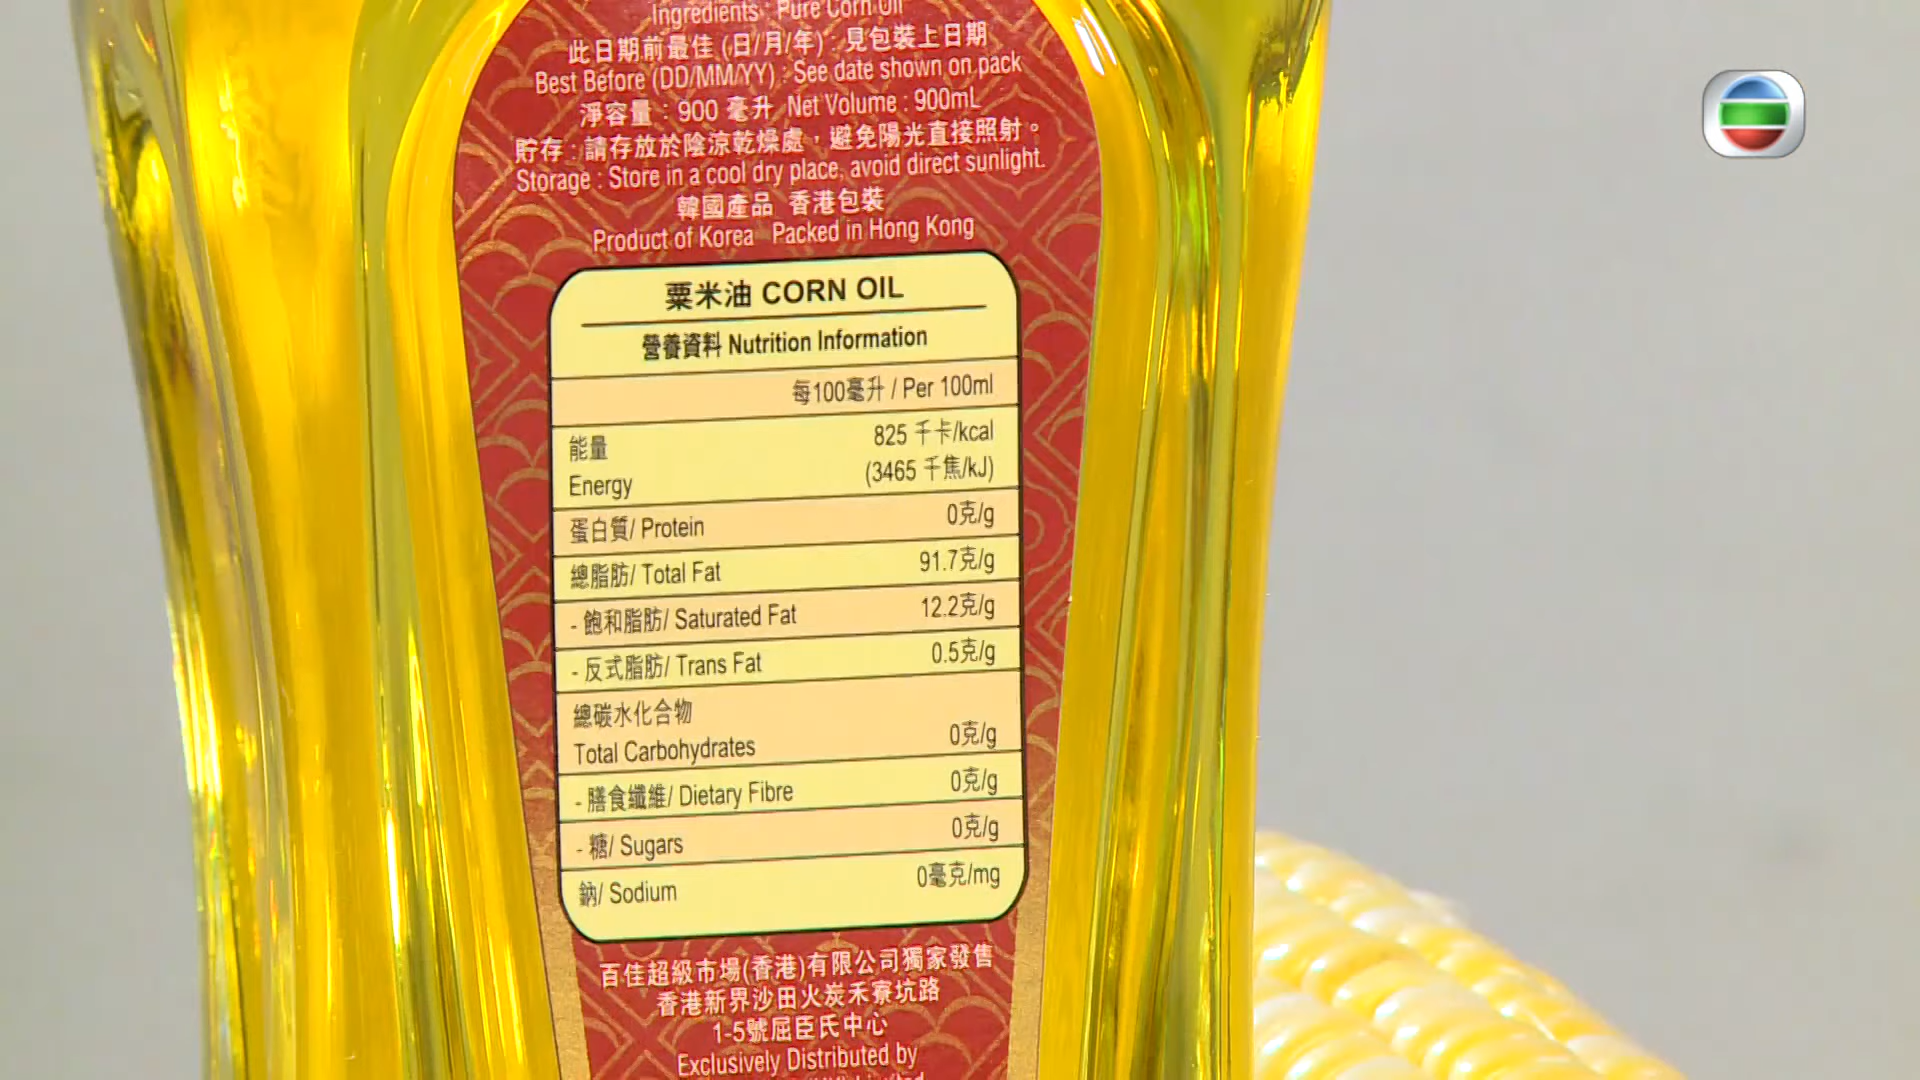 Ingredients : Pure Corn Oil
此日期前最佳 (日/月/年) : 見包裝上日期
Best Before (DD/MM/YY) : See date shown on pack
淨容量 : 900 毫升 Net Volume : 900mL
貯存 : 請存放於陰涼乾燥處，避免陽光直接照射。
Storage : Store in a cool dry place, avoid direct sunlight.
韓國產品 香港包裝
Product of Korea Packed in Hong Kong
粟米油 CORN OIL
營養資料 Nutrition Information
每100毫升 / Per 100ml
能量 825 千卡/kcal
Energy (3465 千焦/kJ)
蛋白質/ Protein 0克/g
總脂肪/ Total Fat 91.7克/g
- 飽和脂肪/ Saturated Fat 12.2克/g
- 反式脂肪/ Trans Fat 0.5克/g
總碳水化合物
Total Carbohydrates 0克/g
- 膳食纖維/ Dietary Fibre 0克/g
- 糖/ Sugars 0克/g
鈉/ Sodium 0毫克/mg
百佳超級市場(香港)有限公司獨家發售
香港新界沙田火炭禾寮坑路
1-5號屈臣氏中心
Exclusively Distributed by